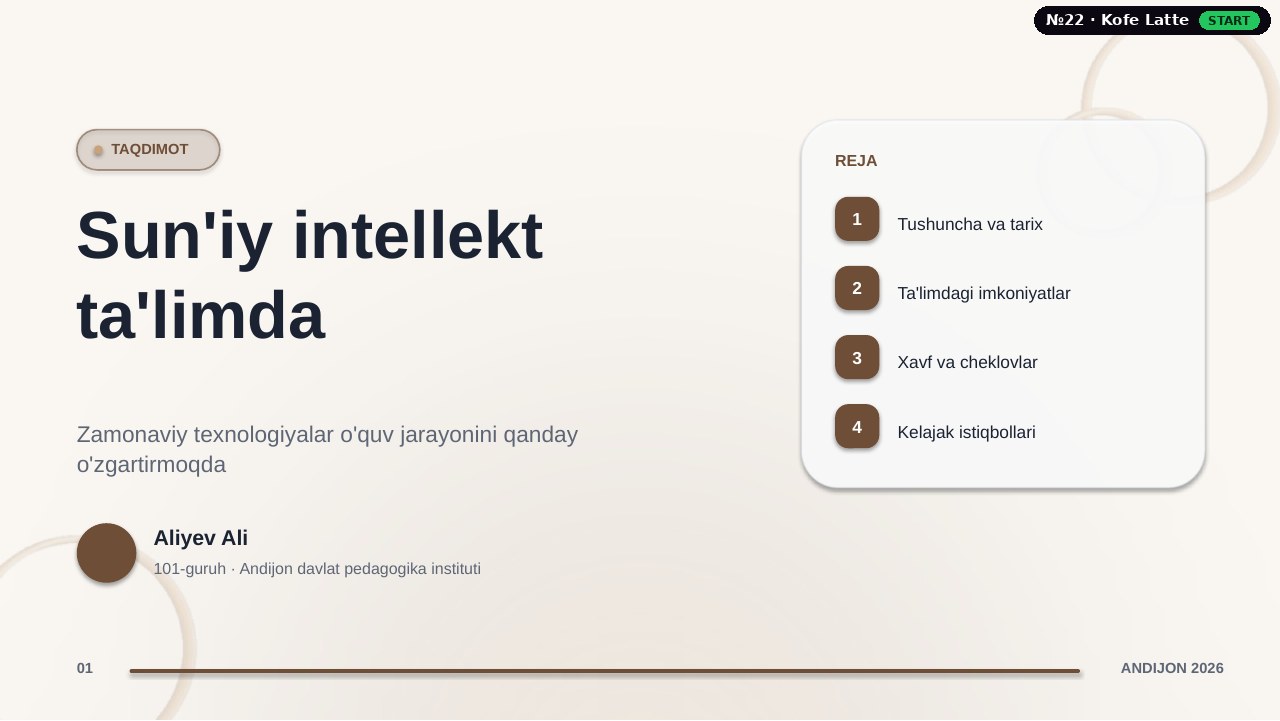 №22 · Kofe Latte START
TAQDIMOT
Sun'iy intellekt
ta'limda
Zamonaviy texnologiyalar o'quv jarayonini qanday
o'zgartirmoqda
Aliyev Ali
101-guruh · Andijon davlat pedagogika instituti
REJA
1 Tushuncha va tarix
2 Ta'limdagi imkoniyatlar
3 Xavf va cheklovlar
4 Kelajak istiqbollari
01
ANDIJON 2026